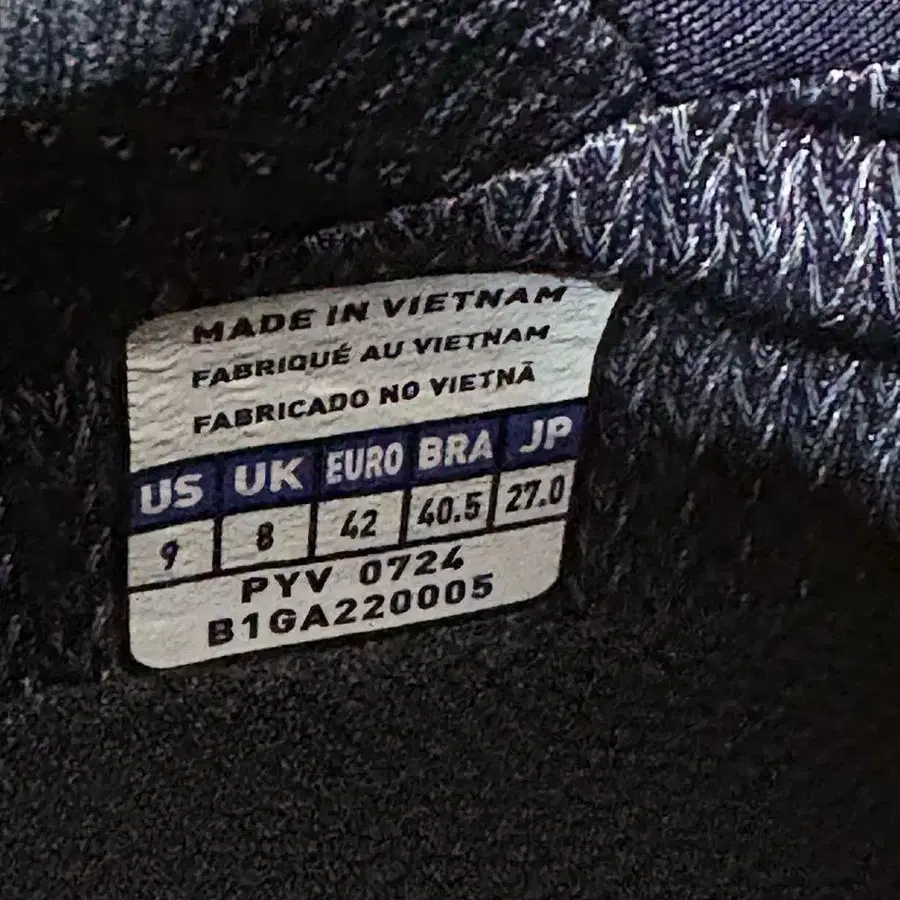 MADE IN VIETNAM
FABRIQUÉ AU VIETNAM
FABRICADO NO VIETNÃ
US UK EURO BRA JP
9 8 42 40.5 27.0
PYV 0724
B1GA220005